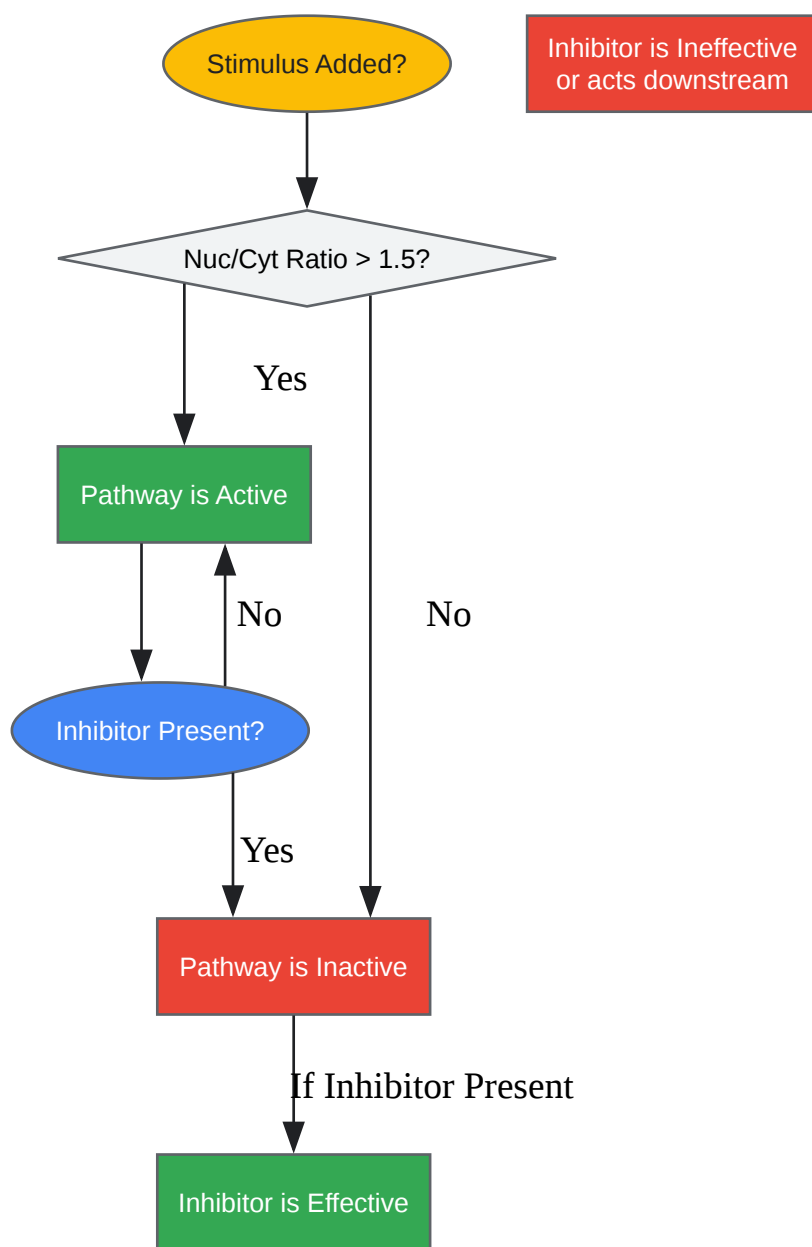 Stimulus Added?
Inhibitor is Ineffective
or acts downstream
Nuc/Cyt Ratio > 1.5?
Yes
Pathway is Active
No
No
Inhibitor Present?
Yes
Pathway is Inactive
If Inhibitor Present
Inhibitor is Effective